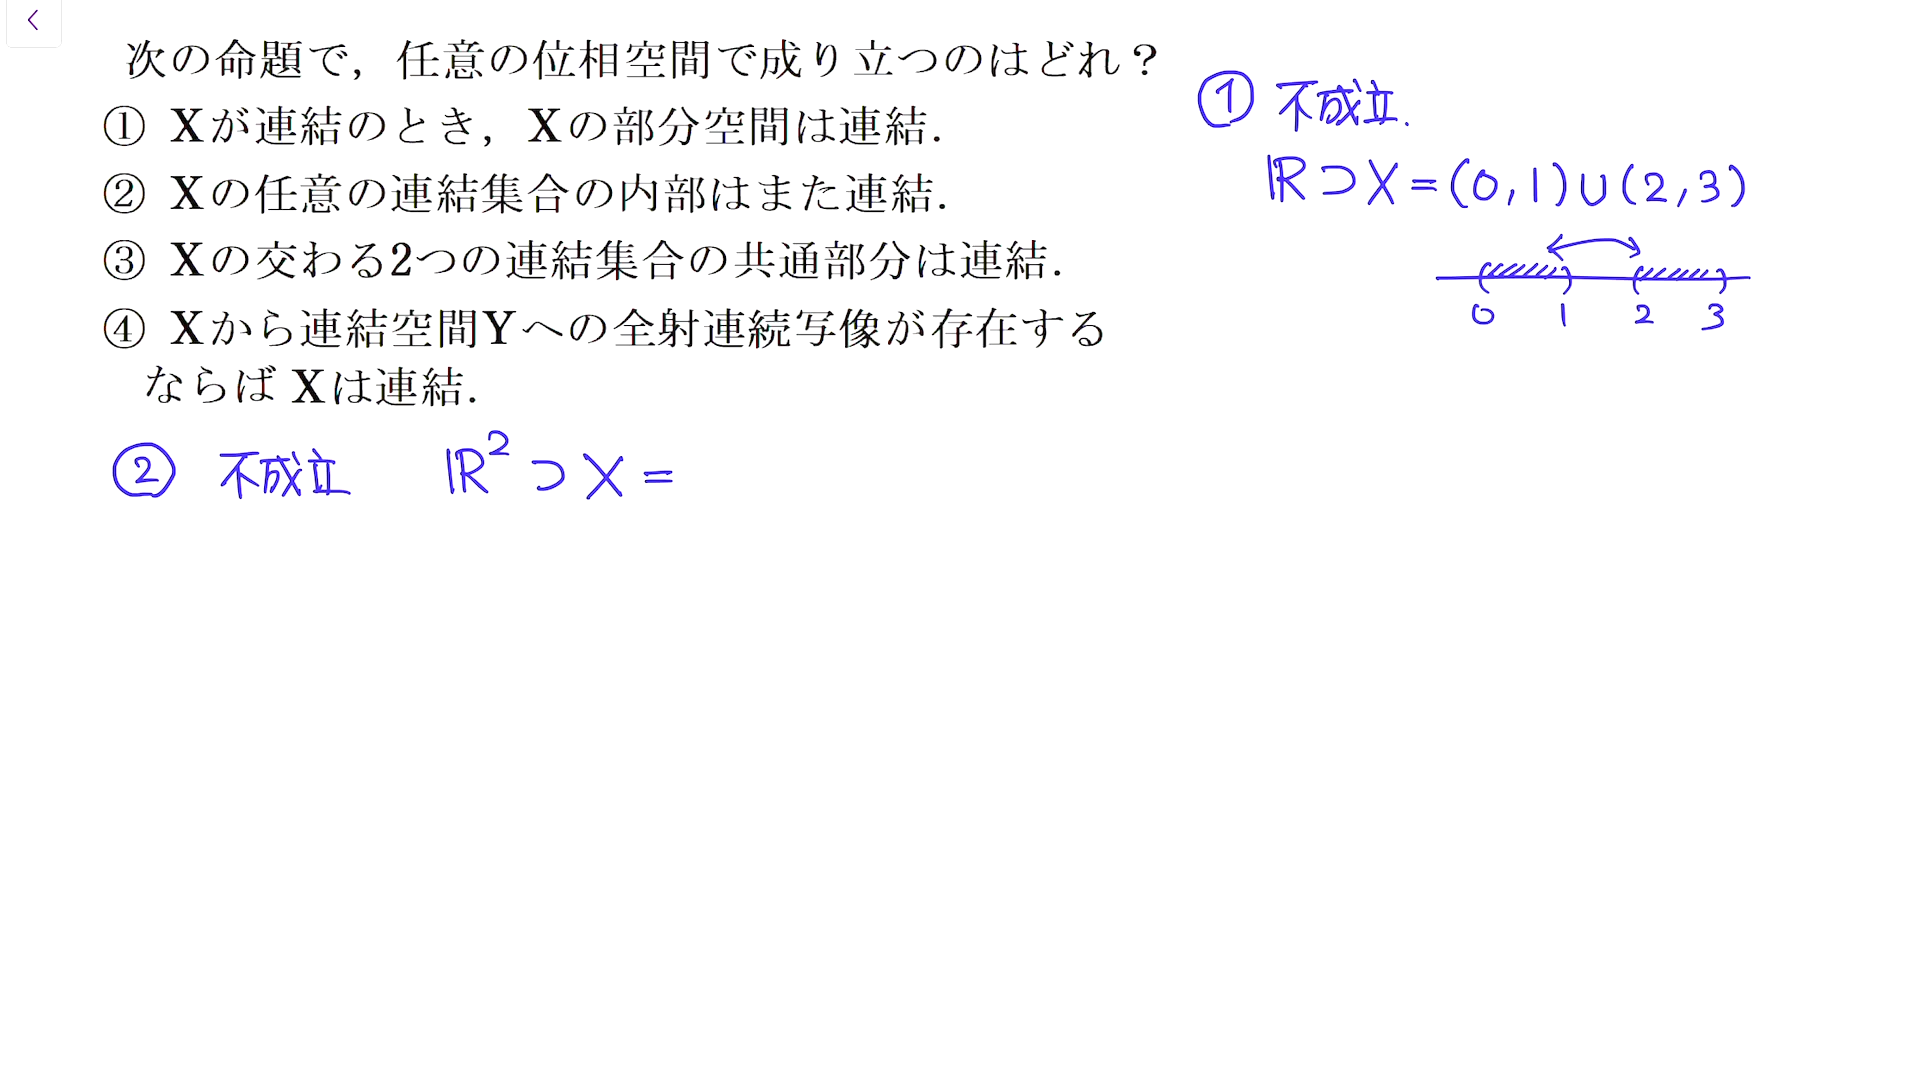 次の命題で，任意の位相空間で成り立つのはどれ？
① Xが連結のとき，Xの部分空間は連結．
② Xの任意の連結集合の内部はまた連結．
③ Xの交わる2つの連結集合の共通部分は連結．
④ Xから連結空間Yへの全射連続写像が存在する
ならば Xは連結．
① 不成立.
ℝ⊃X=(0,1)∪(2,3)
0 1 2 3
② 不成立 ℝ²⊃X=